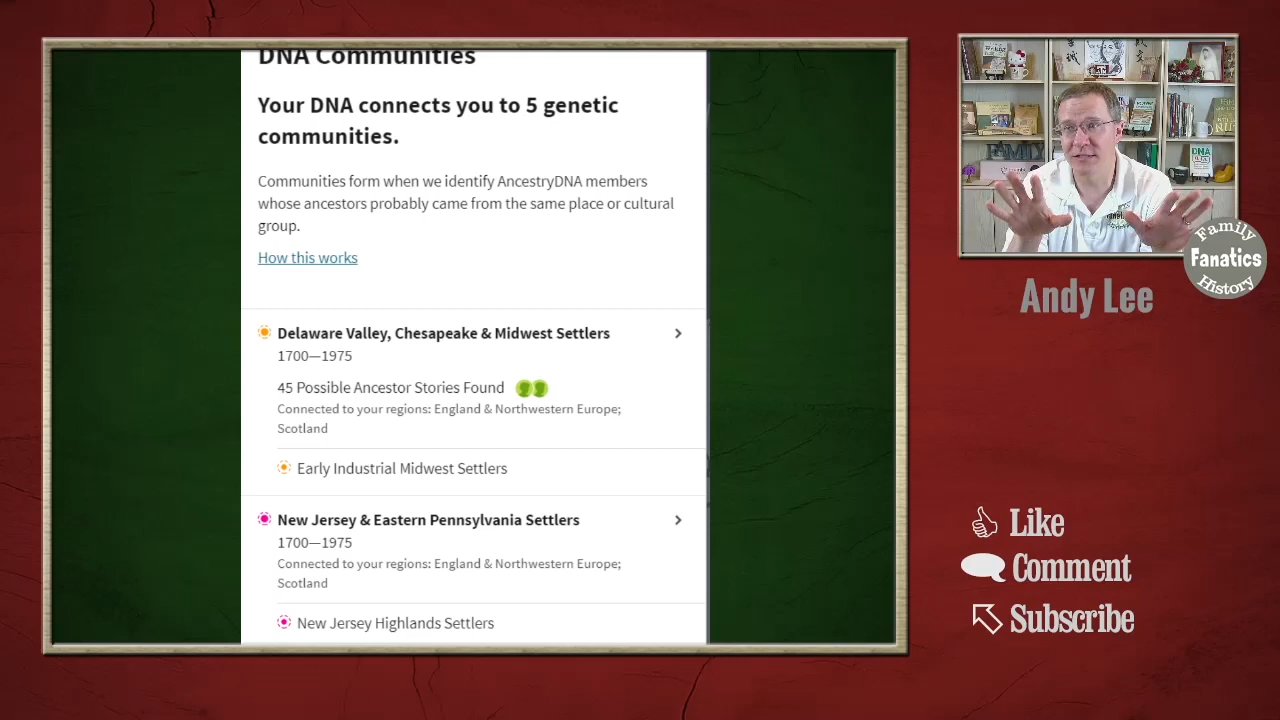 DNA Communities
Your DNA connects you to 5 genetic
communities.
Communities form when we identify AncestryDNA members
whose ancestors probably came from the same place or cultural
group.
How this works
Delaware Valley, Chesapeake & Midwest Settlers
1700—1975
45 Possible Ancestor Stories Found
Connected to your regions: England & Northwestern Europe;
Scotland
Early Industrial Midwest Settlers
New Jersey & Eastern Pennsylvania Settlers
1700—1975
Connected to your regions: England & Northwestern Europe;
Scotland
New Jersey Highlands Settlers
Family
Fanatics
History
Andy Lee
Like
Comment
Subscribe
DNA